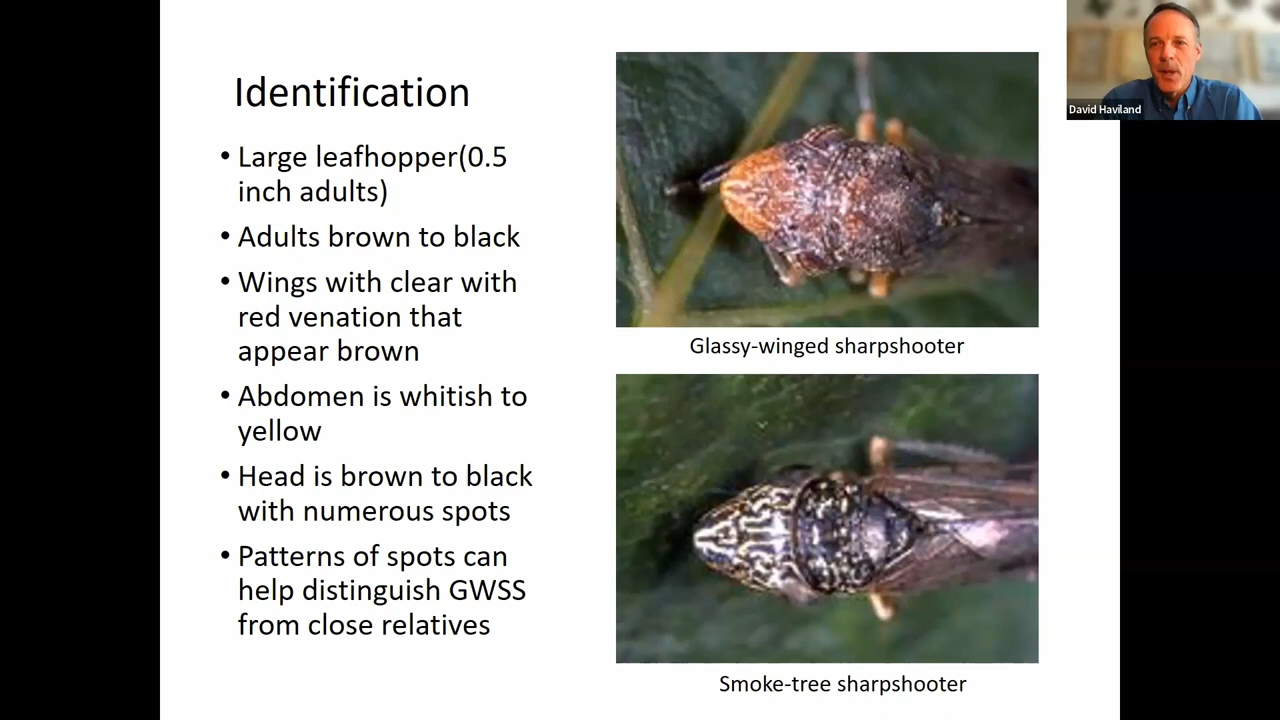 Identification
• Large leafhopper(0.5
inch adults)
• Adults brown to black
• Wings with clear with
red venation that
appear brown
• Abdomen is whitish to
yellow
• Head is brown to black
with numerous spots
• Patterns of spots can
help distinguish GWSS
from close relatives
Glassy-winged sharpshooter
Smoke-tree sharpshooter
David Haviland